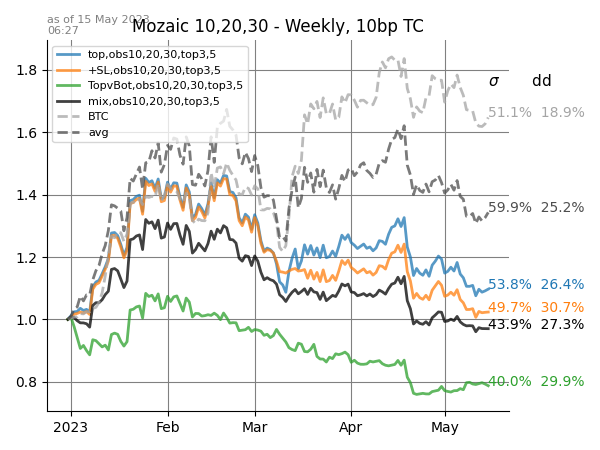 as of 15 May 2023
06:27
Mozaic 10,20,30 - Weekly, 10bp TC
top,obs10,20,30,top3,5
+SL,obs10,20,30,top3,5
TopvBot,obs10,20,30,top3,5
mix,obs10,20,30,top3,5
BTC
avg
σ dd
51.1% 18.9%
59.9% 25.2%
53.8% 26.4%
49.7% 30.7%
43.9% 27.3%
40.0% 29.9%
1.8
1.6
1.4
1.2
1.0
0.8
2023 Feb Mar Apr May